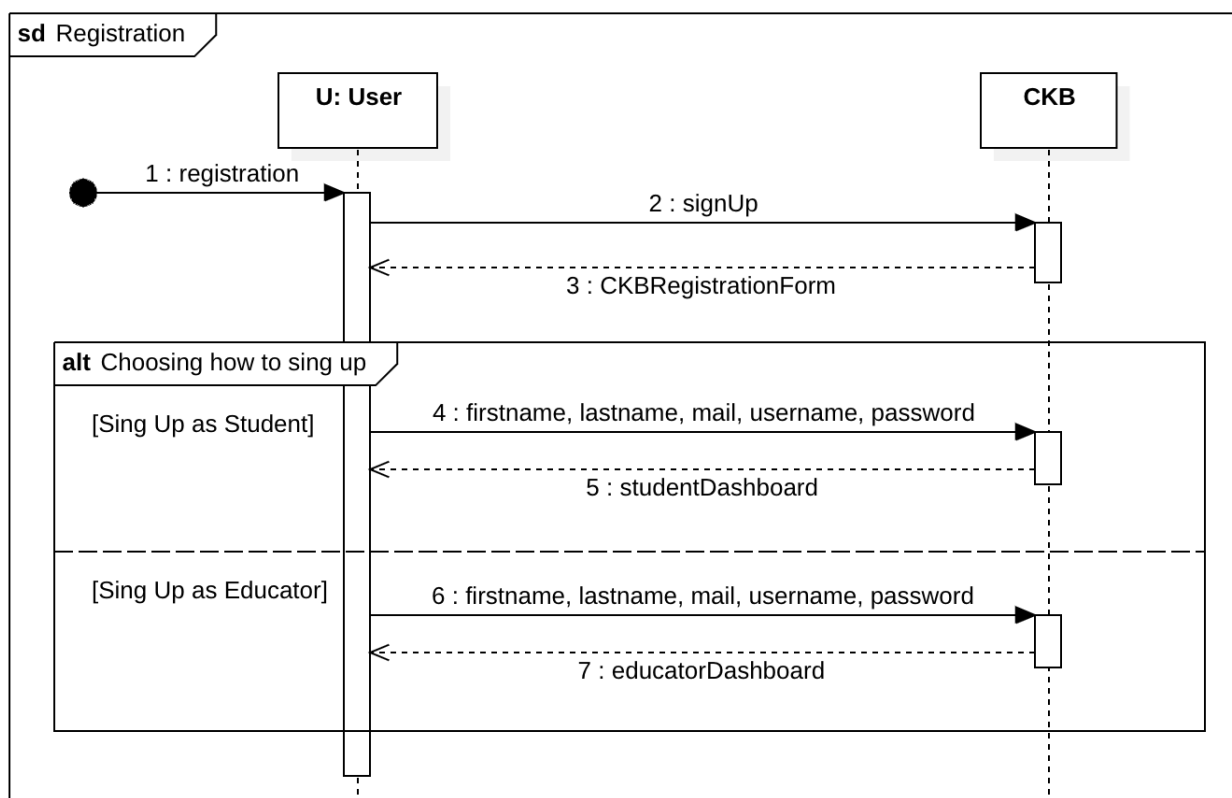 sd Registration
U: User
CKB
1 : registration
2 : signUp
3 : CKBRegistrationForm
alt Choosing how to sing up
[Sing Up as Student]
4 : firstname, lastname, mail, username, password
5 : studentDashboard
[Sing Up as Educator]
6 : firstname, lastname, mail, username, password
7 : educatorDashboard